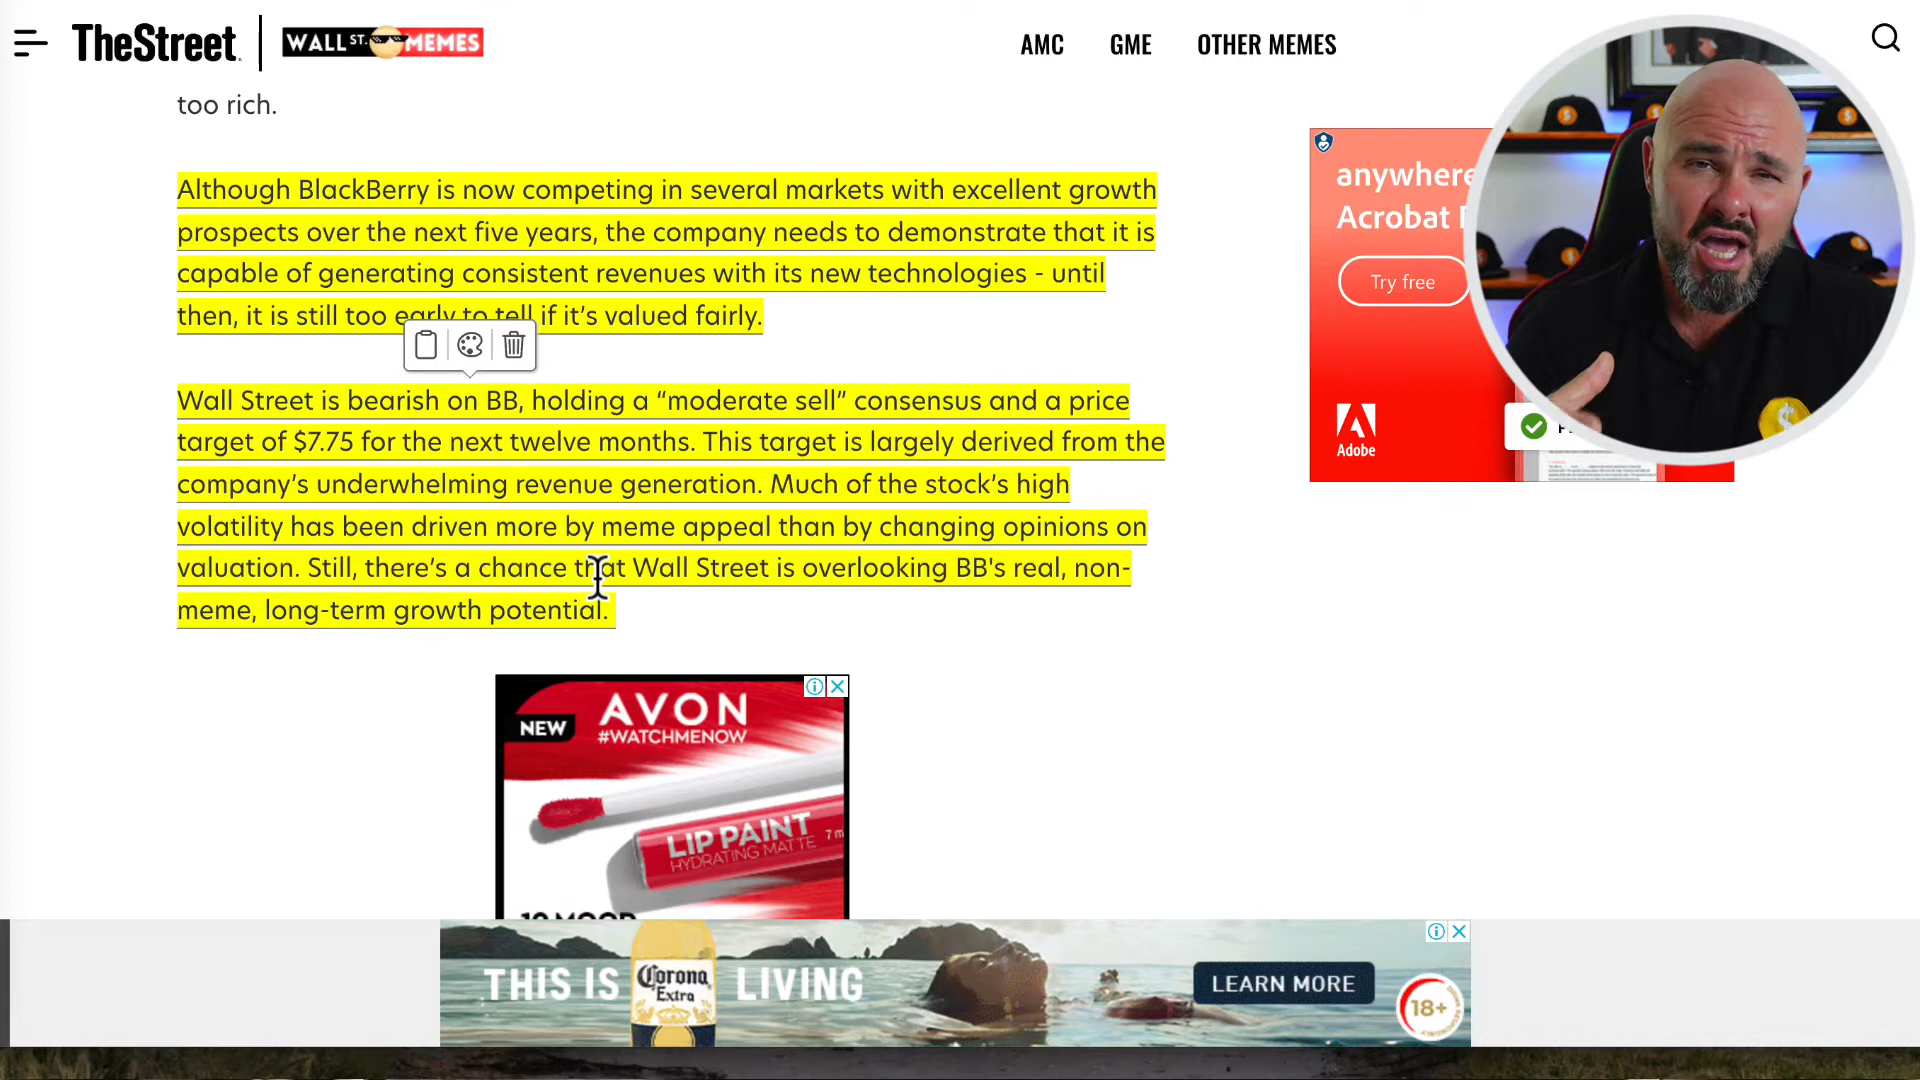 TheStreet
WALL ST. MEMES
AMC
GME
OTHER MEMES
too rich.
Although BlackBerry is now competing in several markets with excellent growth
prospects over the next five years, the company needs to demonstrate that it is
capable of generating consistent revenues with its new technologies - until
then, it is still too early to tell if it’s valued fairly.
Wall Street is bearish on BB, holding a “moderate sell” consensus and a price
target of $7.75 for the next twelve months. This target is largely derived from the
company’s underwhelming revenue generation. Much of the stock’s high
volatility has been driven more by meme appeal than by changing opinions on
valuation. Still, there’s a chance that Wall Street is overlooking BB's real, non-
meme, long-term growth potential.
anywhere
Acrobat
Try free
Adobe
NEW
AVON
#WATCHMENOW
LIP PAINT
HYDRATING MATTE
THIS IS
Corona
Extra
LIVING
LEARN MORE
18+